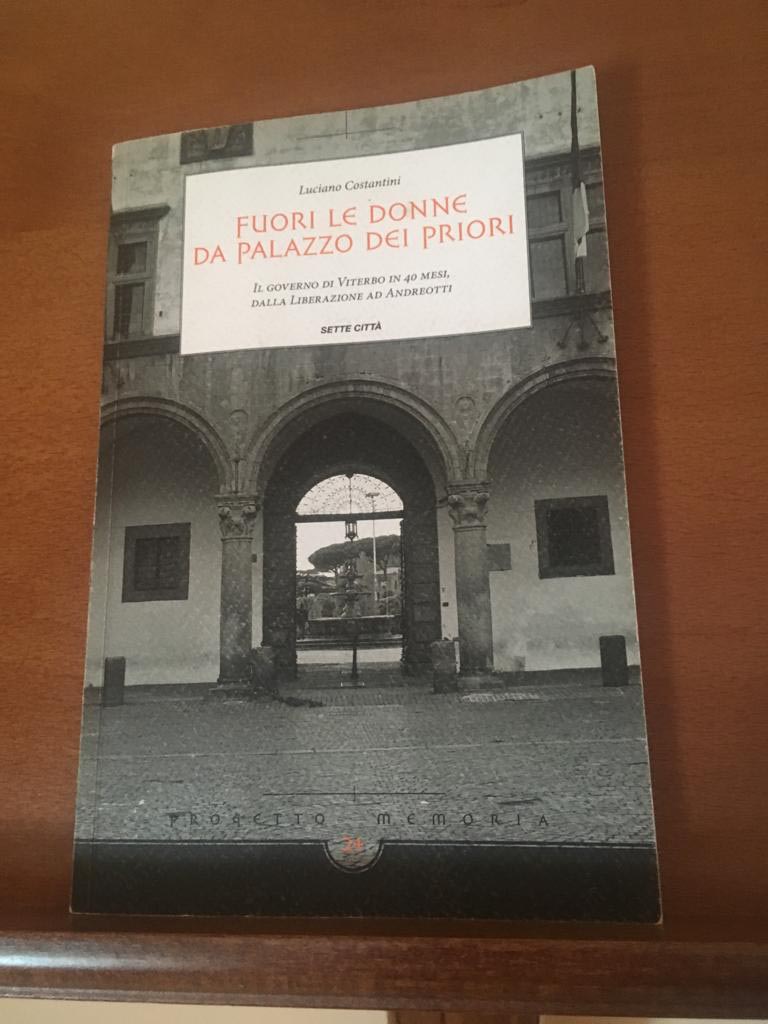 Luciano Costantini
FUORI LE DONNE
DA PALAZZO DEI PRIORI
IL GOVERNO DI VITERBO IN 40 MESI,
DALLA LIBERAZIONE AD ANDREOTTI
SETTE CITTÀ
PROGETTO MEMORIA
24